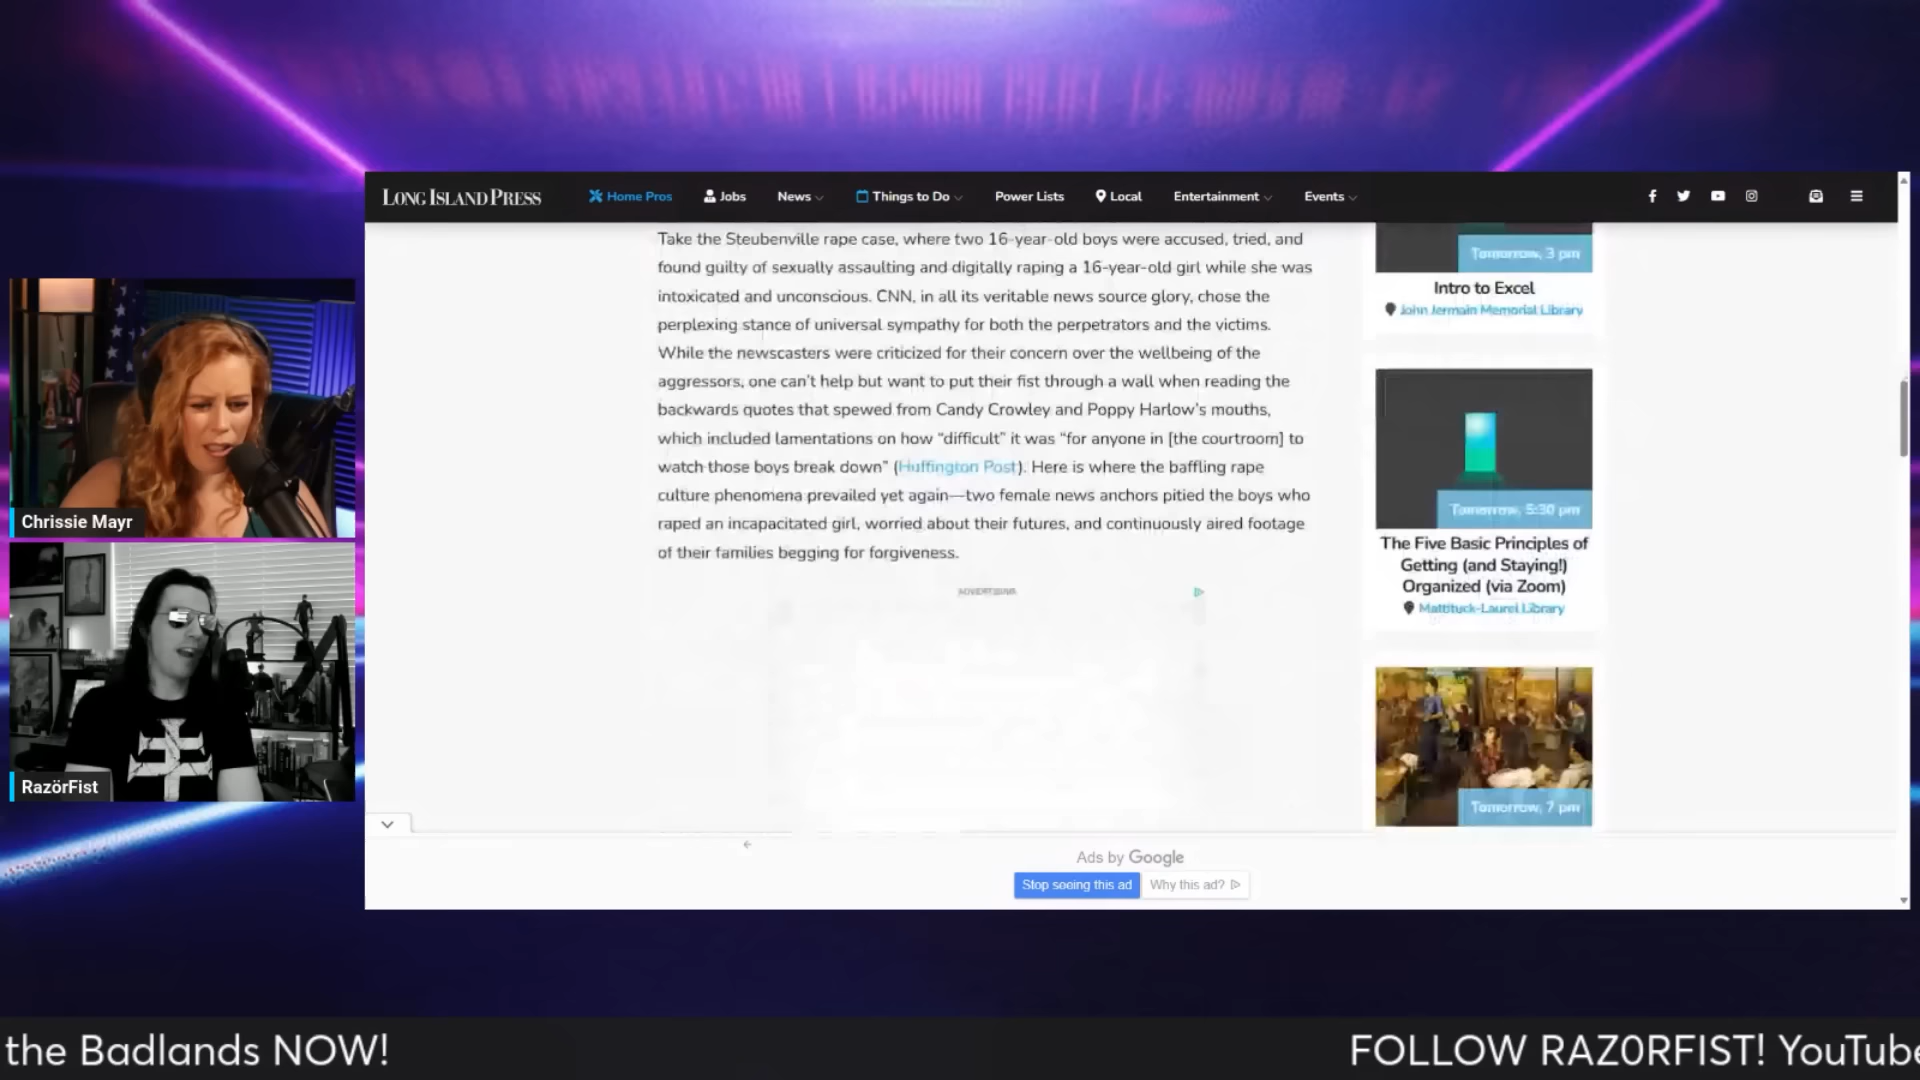 LONG ISLAND PRESS
Home Pros
Jobs
News
Things to Do
Power Lists
Local
Entertainment
Events
Take the Steubenville rape case, where two 16-year-old boys were accused, tried, and
found guilty of sexually assaulting and digitally raping a 16-year-old girl while she was
intoxicated and unconscious. CNN, in all its veritable news source glory, chose the
perplexing stance of universal sympathy for both the perpetrators and the victims.
While the newscasters were criticized for their concern over the wellbeing of the
aggressors, one can't help but want to put their fist through a wall when reading the
backwards quotes that spewed from Candy Crowley and Poppy Harlow's mouths,
which included lamentations on how “difficult” it was “for anyone in [the courtroom] to
watch those boys break down” (Huffington Post). Here is where the baffling rape
culture phenomena prevailed yet again—two female news anchors pitied the boys who
raped an incapacitated girl, worried about their futures, and continuously aired footage
of their families begging for forgiveness.
Tomorrow, 3 pm
Intro to Excel
John Jermain Memorial Library
Tomorrow, 5:30 pm
The Five Basic Principles of
Getting (and Staying!)
Organized (via Zoom)
Mattituck-Laurel Library
Tomorrow, 7 pm
Ads by Google
Stop seeing this ad
Why this ad?
Chrissie Mayr
RazörFist
the Badlands NOW!
FOLLOW RAZ0RFIST! YouTube